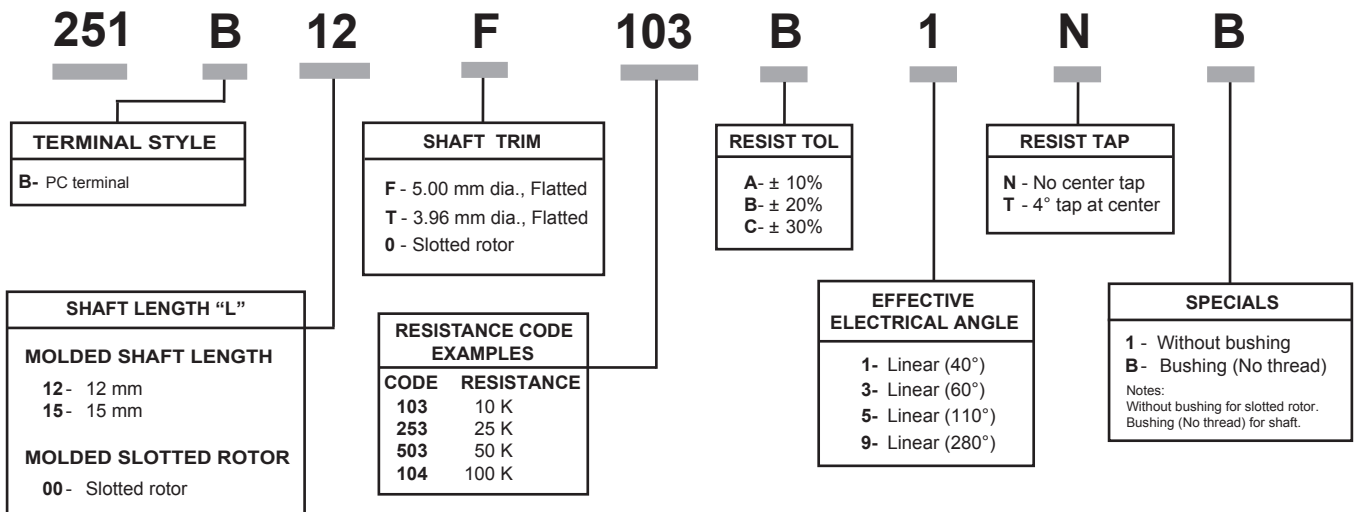 251 B 12 F 103 B 1 N B
TERMINAL STYLE
B- PC terminal
SHAFT TRIM
F - 5.00 mm dia., Flatted
T - 3.96 mm dia., Flatted
0 - Slotted rotor
RESIST TOL
A- ± 10%
B- ± 20%
C- ± 30%
RESIST TAP
N - No center tap
T - 4° tap at center
SHAFT LENGTH “L”
MOLDED SHAFT LENGTH
12 - 12 mm
15 - 15 mm
MOLDED SLOTTED ROTOR
00 - Slotted rotor
RESISTANCE CODE
EXAMPLES
CODE RESISTANCE
103 10 K
253 25 K
503 50 K
104 100 K
EFFECTIVE
ELECTRICAL ANGLE
1- Linear (40°)
3- Linear (60°)
5- Linear (110°)
9- Linear (280°)
SPECIALS
1 - Without bushing
B - Bushing (No thread)
Notes:
Without bushing for slotted rotor.
Bushing (No thread) for shaft.